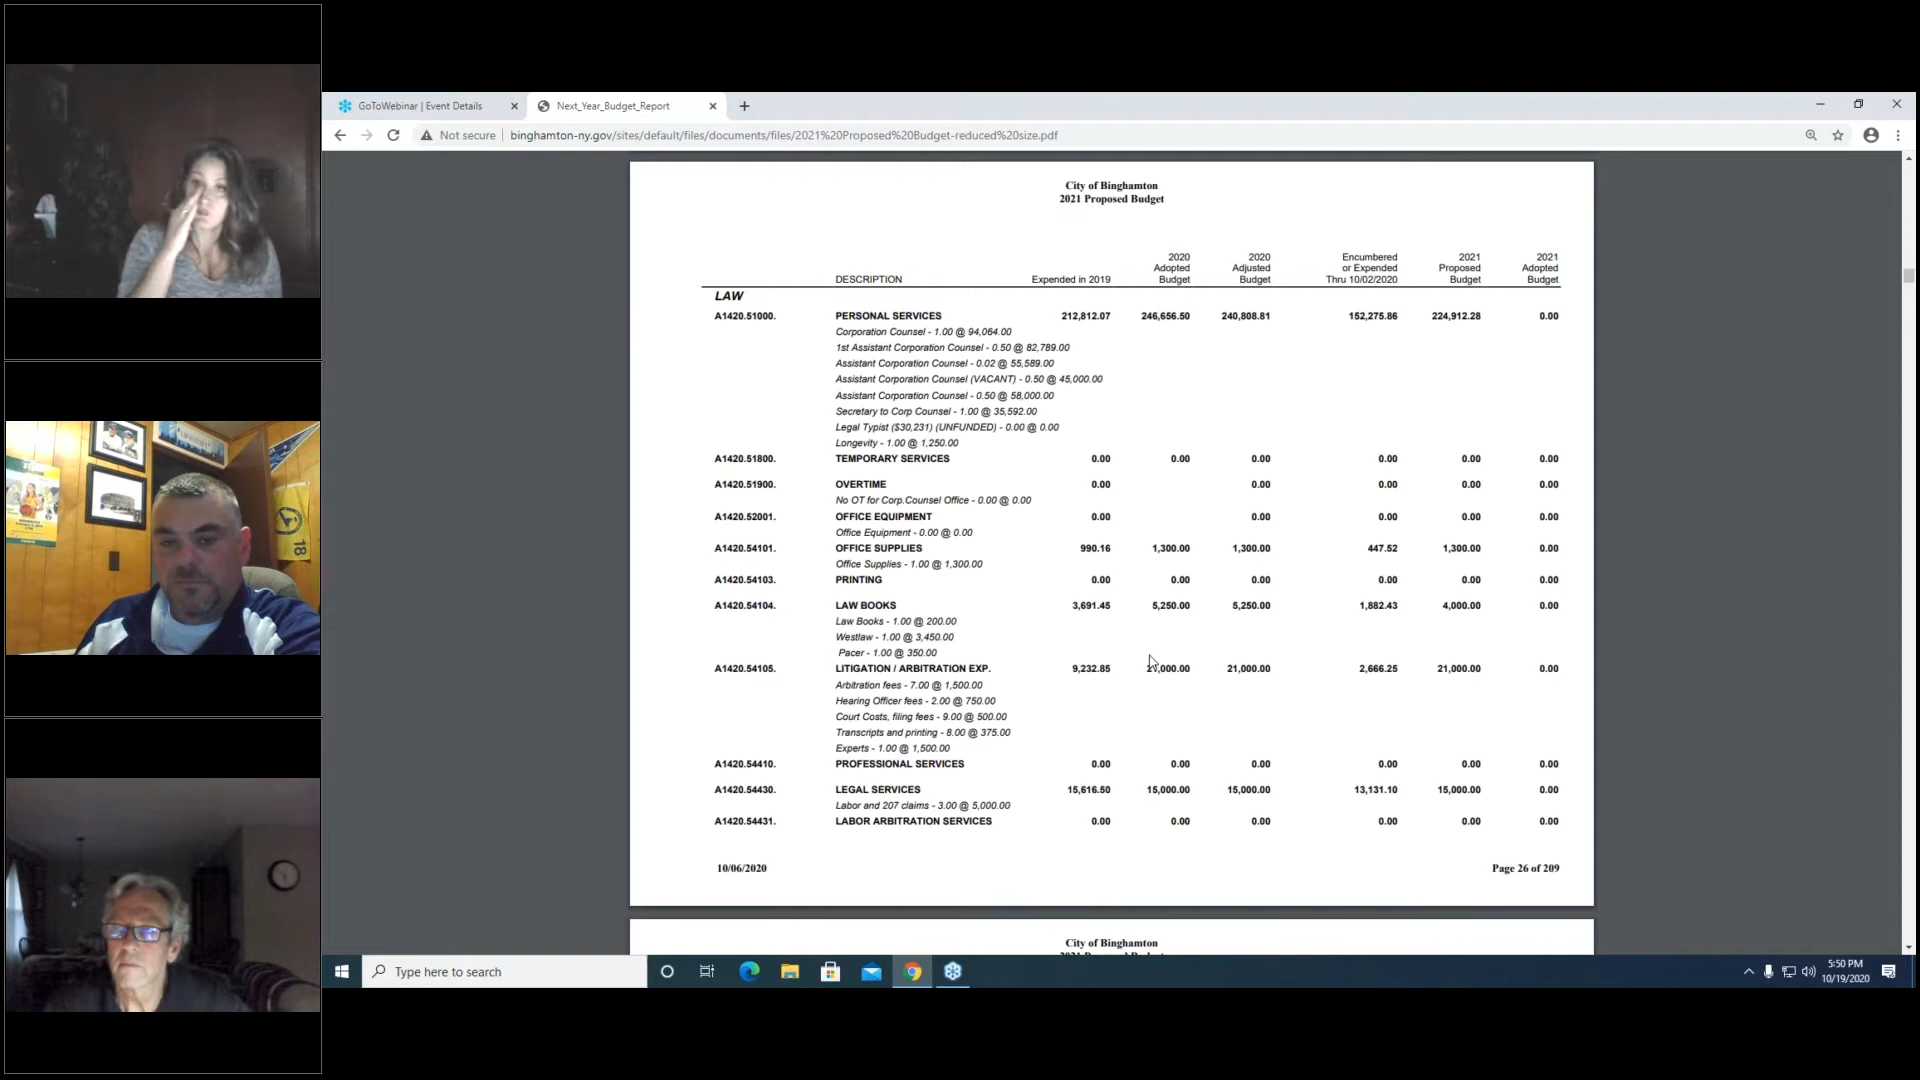 GoToWebinar | Event Details
Next_Year_Budget_Report
Not secure | binghamton-ny.gov/sites/default/files/documents/files/2021%20Proposed%20Budget-reduced%20size.pdf
City of Binghamton
2021 Proposed Budget
DESCRIPTION Expended in 2019 2020 Adopted Budget 2020 Adjusted Budget Encumbered or Expended Thru 10/02/2020 2021 Proposed Budget 2021 Adopted Budget
LAW
A1420.51000. PERSONAL SERVICES 212,812.07 246,656.50 240,808.81 152,275.86 224,912.28 0.00
Corporation Counsel - 1.00 @ 94,064.00
1st Assistant Corporation Counsel - 0.50 @ 82,789.00
Assistant Corporation Counsel - 0.02 @ 55,589.00
Assistant Corporation Counsel (VACANT) - 0.50 @ 45,000.00
Assistant Corporation Counsel - 0.50 @ 58,000.00
Secretary to Corp Counsel - 1.00 @ 35,592.00
Legal Typist ($30,231) (UNFUNDED) - 0.00 @ 0.00
Longevity - 1.00 @ 1,250.00
A1420.51800. TEMPORARY SERVICES 0.00 0.00 0.00 0.00 0.00 0.00
A1420.51900. OVERTIME 0.00 0.00 0.00 0.00 0.00
No OT for Corp.Counsel Office - 0.00 @ 0.00
A1420.52001. OFFICE EQUIPMENT 0.00 0.00 0.00 0.00 0.00
Office Equipment - 0.00 @ 0.00
A1420.54101. OFFICE SUPPLIES 990.16 1,300.00 1,300.00 447.52 1,300.00 0.00
Office Supplies - 1.00 @ 1,300.00
A1420.54103. PRINTING 0.00 0.00 0.00 0.00 0.00 0.00
A1420.54104. LAW BOOKS 3,691.45 5,250.00 5,250.00 1,882.43 4,000.00 0.00
Law Books - 1.00 @ 200.00
Westlaw - 1.00 @ 3,450.00
Pacer - 1.00 @ 350.00
A1420.54105. LITIGATION / ARBITRATION EXP. 9,232.85 21,000.00 21,000.00 2,666.25 21,000.00 0.00
Arbitration fees - 7.00 @ 1,500.00
Hearing Officer fees - 2.00 @ 750.00
Court Costs, filing fees - 9.00 @ 500.00
Transcripts and printing - 8.00 @ 375.00
Experts - 1.00 @ 1,500.00
A1420.54410. PROFESSIONAL SERVICES 0.00 0.00 0.00 0.00 0.00 0.00
A1420.54430. LEGAL SERVICES 15,616.50 15,000.00 15,000.00 13,131.10 15,000.00 0.00
Labor and 207 claims - 3.00 @ 5,000.00
A1420.54431. LABOR ARBITRATION SERVICES 0.00 0.00 0.00 0.00 0.00 0.00
10/06/2020 Page 26 of 209
City of Binghamton
2021 Proposed Budget
Type here to search
5:50 PM
10/19/2020
18